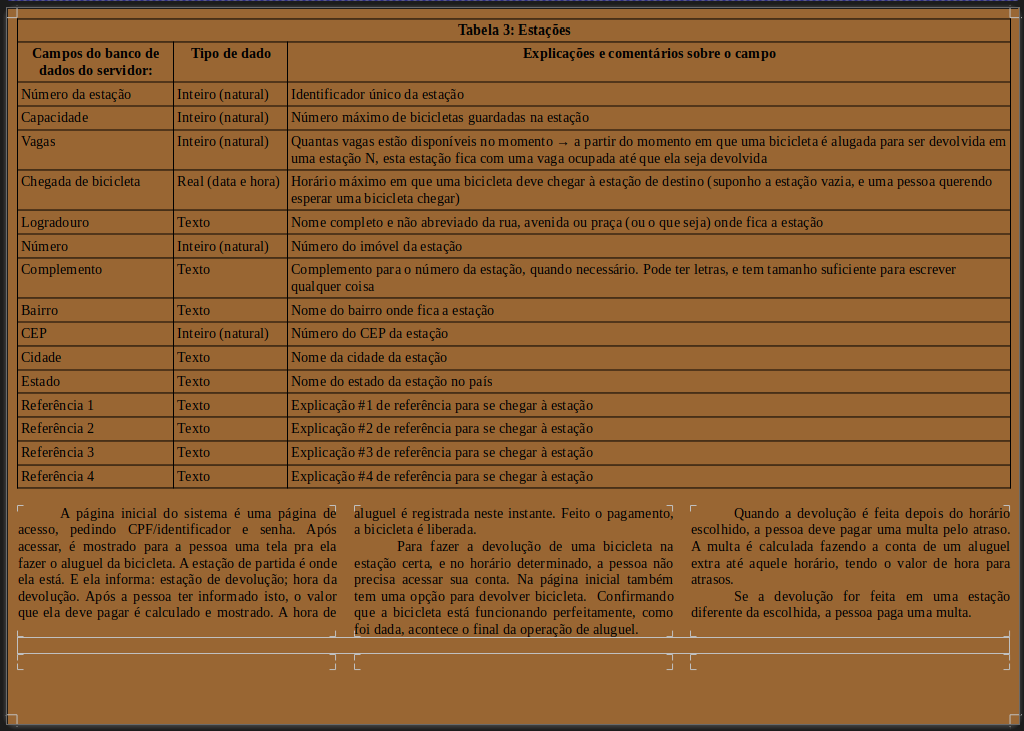 Tabela 3: Estações
Campos do banco de dados do servidor: Tipo de dado Explicações e comentários sobre o campo
Número da estação Inteiro (natural) Identificador único da estação
Capacidade Inteiro (natural) Número máximo de bicicletas guardadas na estação
Vagas Inteiro (natural) Quantas vagas estão disponíveis no momento → a partir do momento em que uma bicicleta é alugada para ser devolvida em
uma estação N, esta estação fica com uma vaga ocupada até que ela seja devolvida
Chegada de bicicleta Real (data e hora) Horário máximo em que uma bicicleta deve chegar à estação de destino (suponho a estação vazia, e uma pessoa querendo
esperar uma bicicleta chegar)
Logradouro Texto Nome completo e não abreviado da rua, avenida ou praça (ou o que seja) onde fica a estação
Número Inteiro (natural) Número do imóvel da estação
Complemento Texto Complemento para o número da estação, quando necessário. Pode ter letras, e tem tamanho suficiente para escrever
qualquer coisa
Bairro Texto Nome do bairro onde fica a estação
CEP Inteiro (natural) Número do CEP da estação
Cidade Texto Nome da cidade da estação
Estado Texto Nome do estado da estação no país
Referência 1 Texto Explicação #1 de referência para se chegar à estação
Referência 2 Texto Explicação #2 de referência para se chegar à estação
Referência 3 Texto Explicação #3 de referência para se chegar à estação
Referência 4 Texto Explicação #4 de referência para se chegar à estação
A página inicial do sistema é uma página de
acesso, pedindo CPF/identificador e senha. Após
acessar, é mostrado para a pessoa uma tela pra ela
fazer o aluguel da bicicleta. A estação de partida é onde
ela está. E ela informa: estação de devolução; hora da
devolução. Após a pessoa ter informado isto, o valor
que ela deve pagar é calculado e mostrado. A hora de
aluguel é registrada neste instante. Feito o pagamento,
a bicicleta é liberada.
Para fazer a devolução de uma bicicleta na
estação certa, e no horário determinado, a pessoa não
precisa acessar sua conta. Na página inicial também
tem uma opção para devolver bicicleta. Confirmando
que a bicicleta está funcionando perfeitamente, como
foi dada, acontece o final da operação de aluguel.
Quando a devolução é feita depois do horário
escolhido, a pessoa deve pagar uma multa pelo atraso.
A multa é calculada fazendo a conta de um aluguel
extra até aquele horário, tendo o valor de hora para
atrasos.
Se a devolução for feita em uma estação
diferente da escolhida, a pessoa paga uma multa.